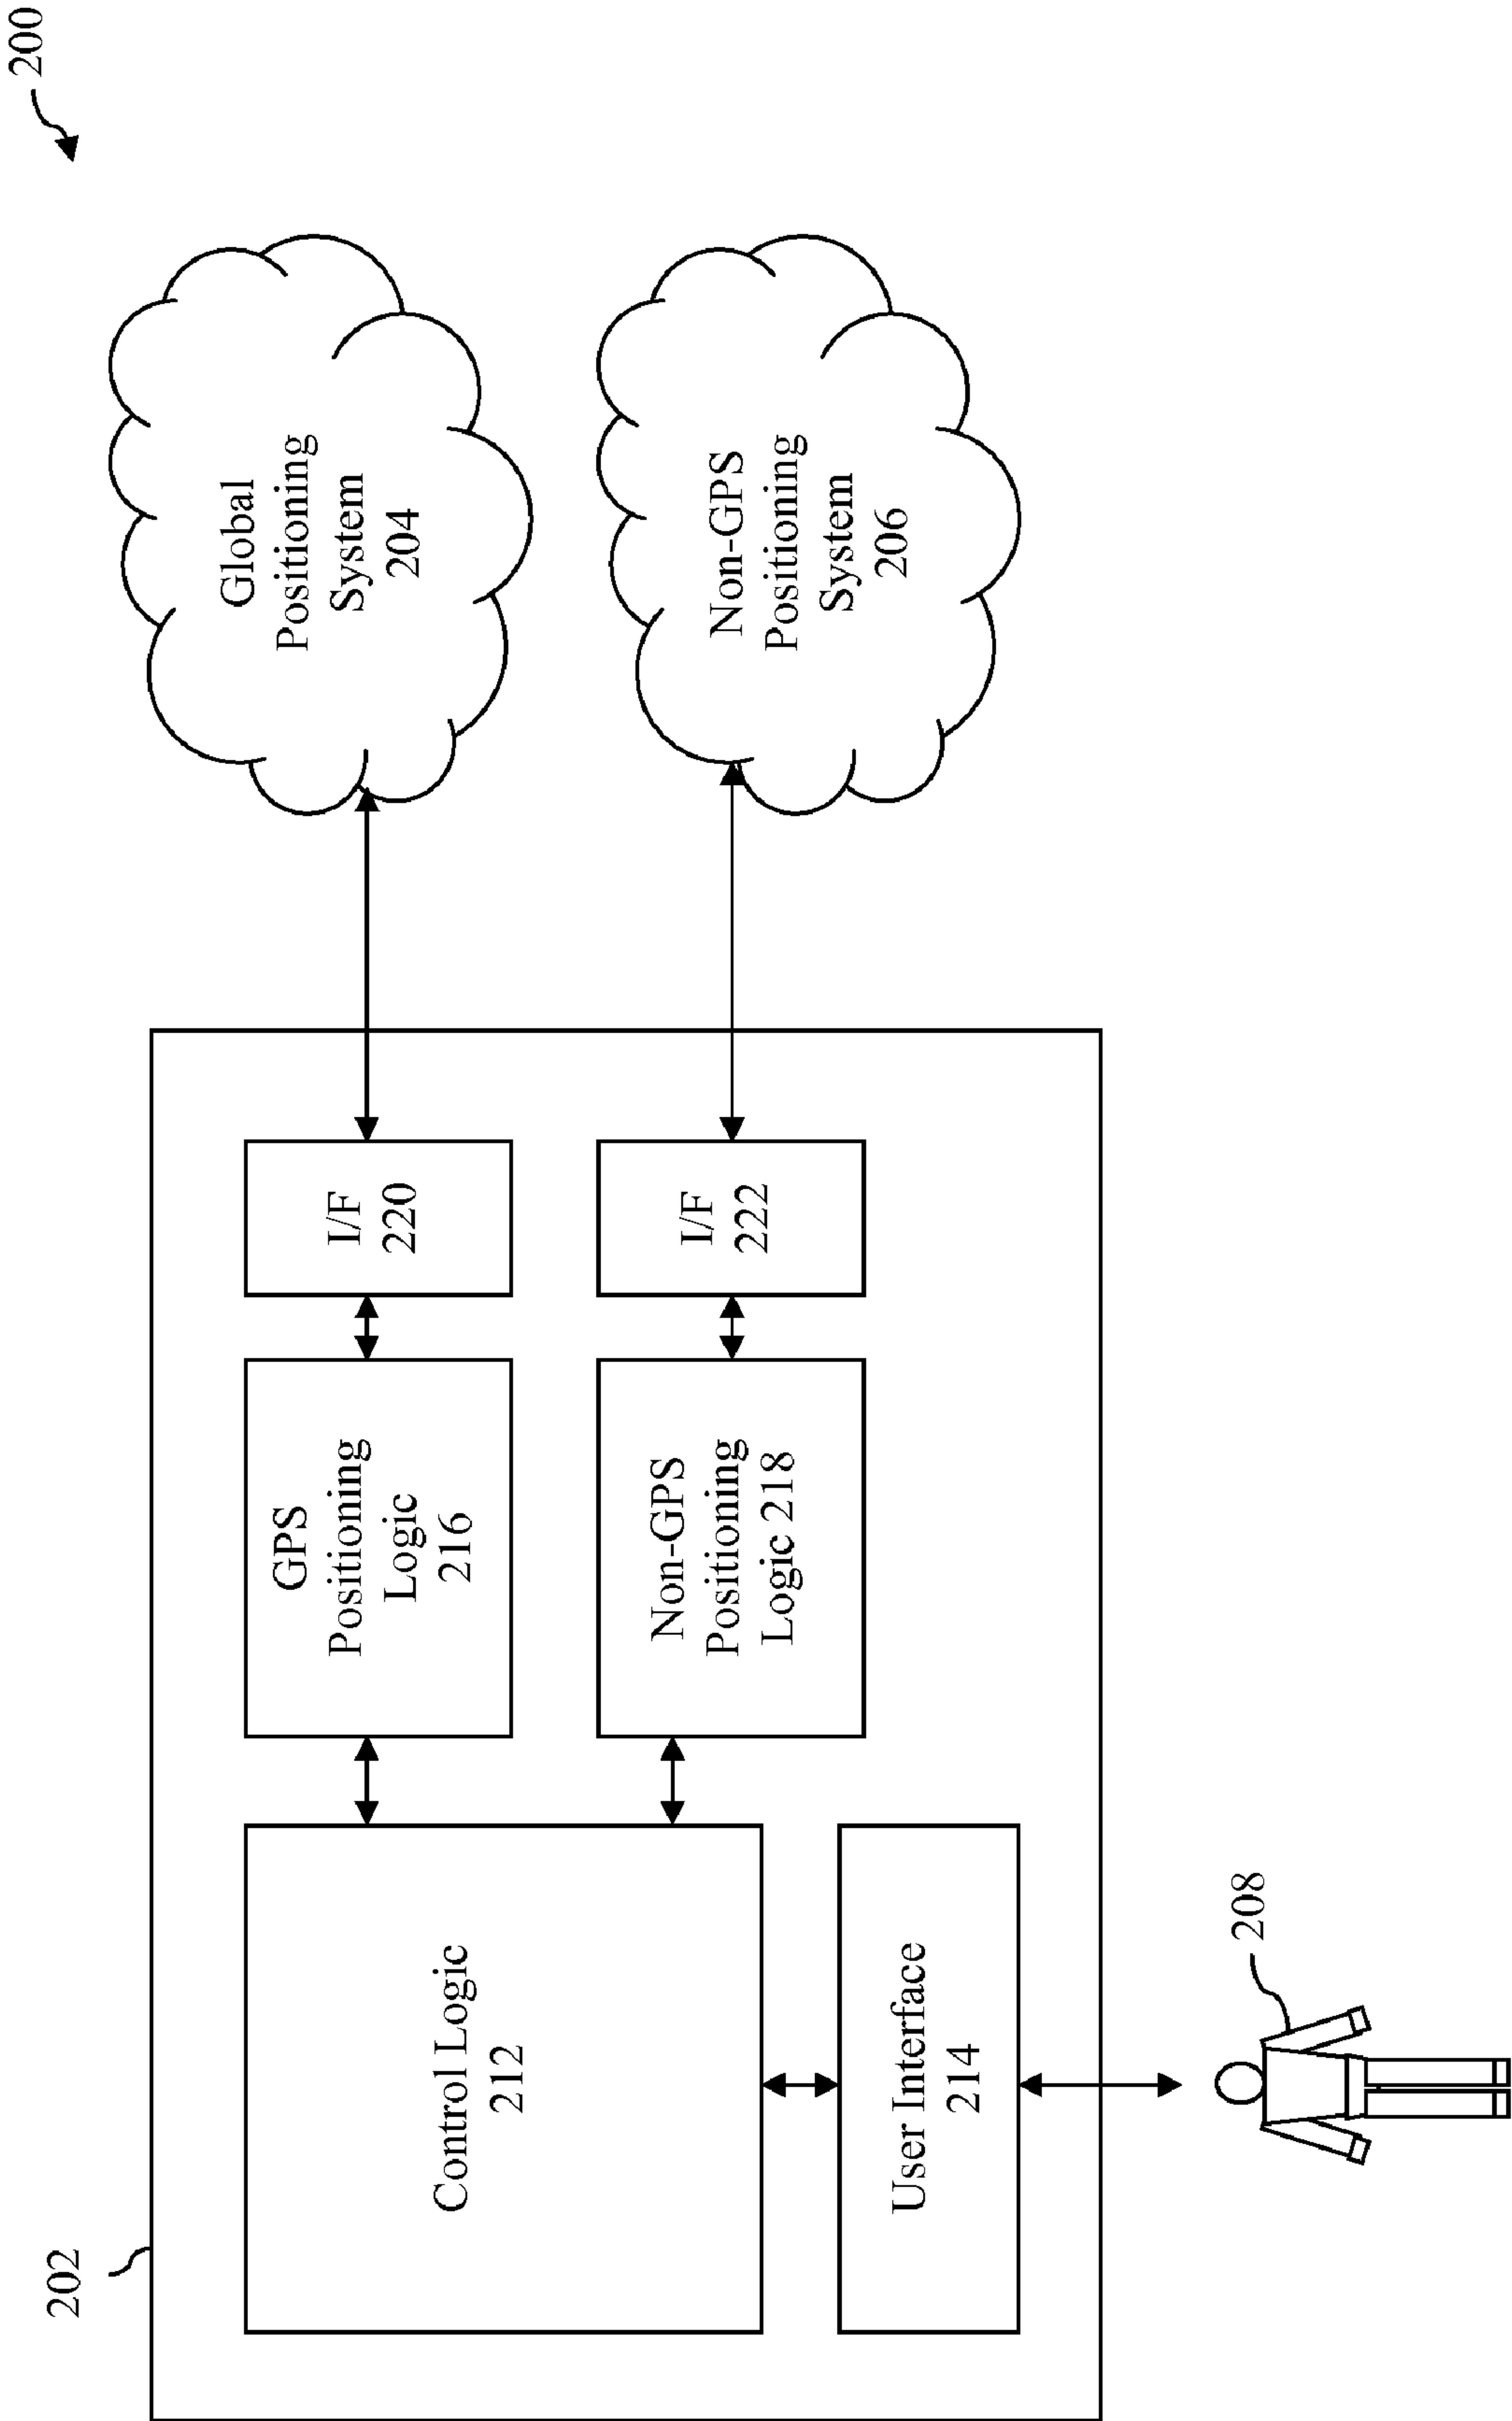 200
202
Global
Positioning
System
204
Non-GPS
Positioning
System
206
I/F
220
I/F
222
GPS
Positioning
Logic
216
Non-GPS
Positioning
Logic 218
Control Logic
212
User Interface
214
208